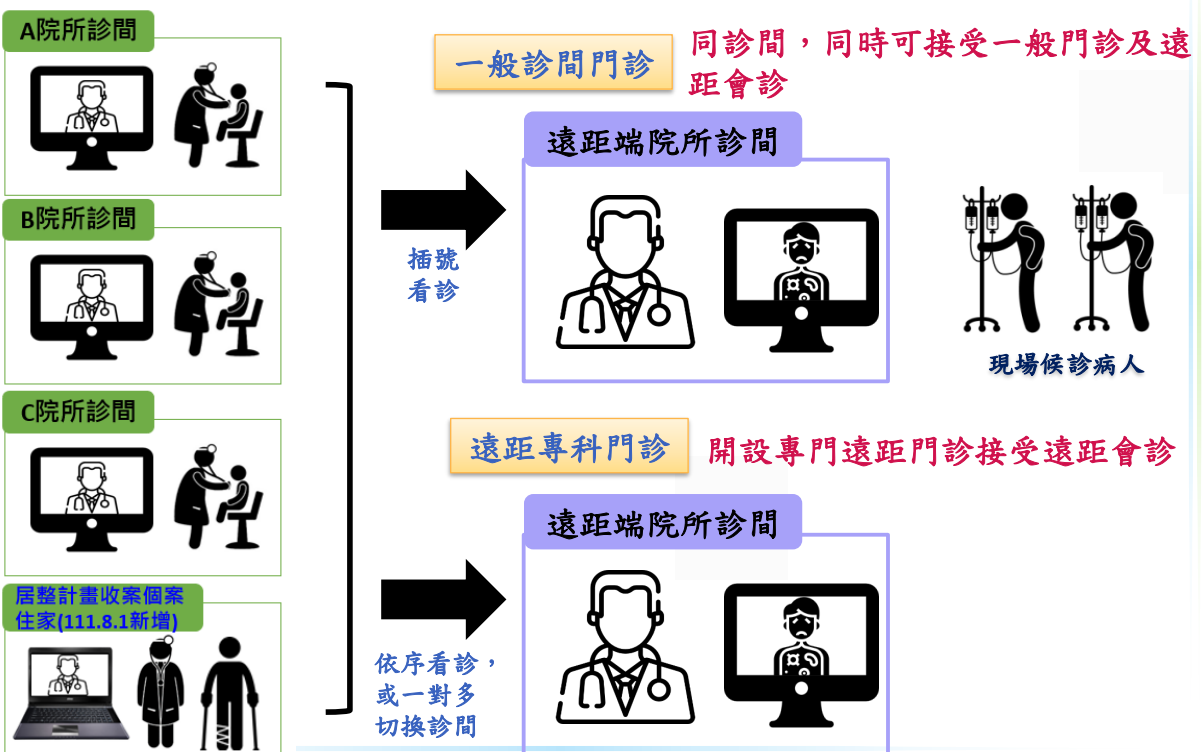 A院所診間
B院所診間
C院所診間
居整計畫收案個案
住家(111.8.1新增)
一般診間門診
同診間，同時可接受一般門診及遠
距會診
遠距端院所診間
插號
看診
現場候診病人
遠距專科門診
開設專門遠距門診接受遠距會診
遠距端院所診間
依序看診，
或一對多
切換診間